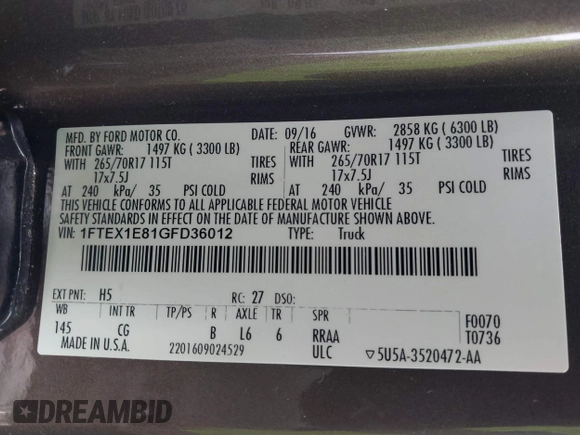 MFD. BY FORD MOTOR CO.
DATE: 09/16 GVWR: 2858 KG ( 6300 LB)
FRONT GAWR: 1497 KG ( 3300 LB)
REAR GAWR: 1497 KG ( 3300 LB)
WITH 265/70R17 115T TIRES
WITH 265/70R17 115T TIRES
17x7.5J RIMS
17x7.5J RIMS
AT 240 kPa/ 35 PSI COLD
AT 240 kPa/ 35 PSI COLD
THIS VEHICLE CONFORMS TO ALL APPLICABLE FEDERAL MOTOR VEHICLE
SAFETY STANDARDS IN EFFECT ON THE DATE OF MANUFACTURE SHOWN ABOVE.
VIN: 1FTEX1E81GFD36012 TYPE: Truck
EXT PNT: H5 RC: 27 DSO:
WB INT TR TP/PS R AXLE TR SPR
F0070
145 CG B L6 6 RRAA
T0736
MADE IN U.S.A. 2201609024529 ULC
5U5A-3520472-AA
DREAMBID